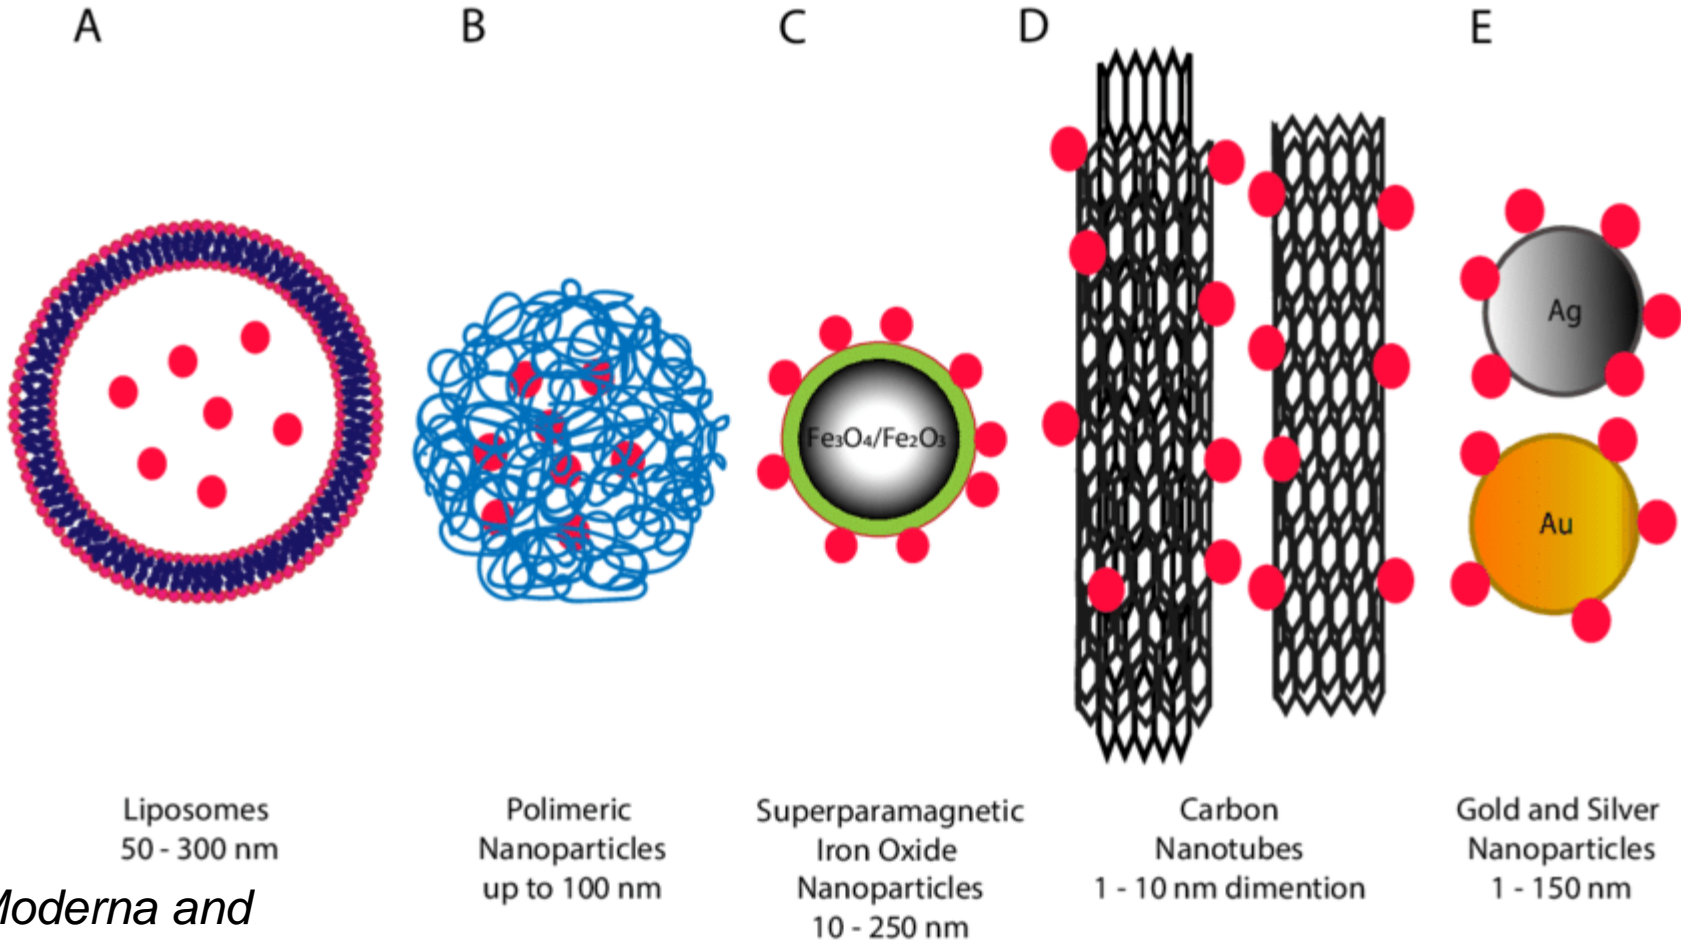 A
B
C
D
E
Fe₃O₄/Fe₂O₃
Ag
Au
Liposomes
50 - 300 nm
Polimeric
Nanoparticles
up to 100 nm
Superparamagnetic
Iron Oxide
Nanoparticles
10 - 250 nm
Carbon
Nanotubes
1 - 10 nm dimention
Gold and Silver
Nanoparticles
1 - 150 nm
Moderna and